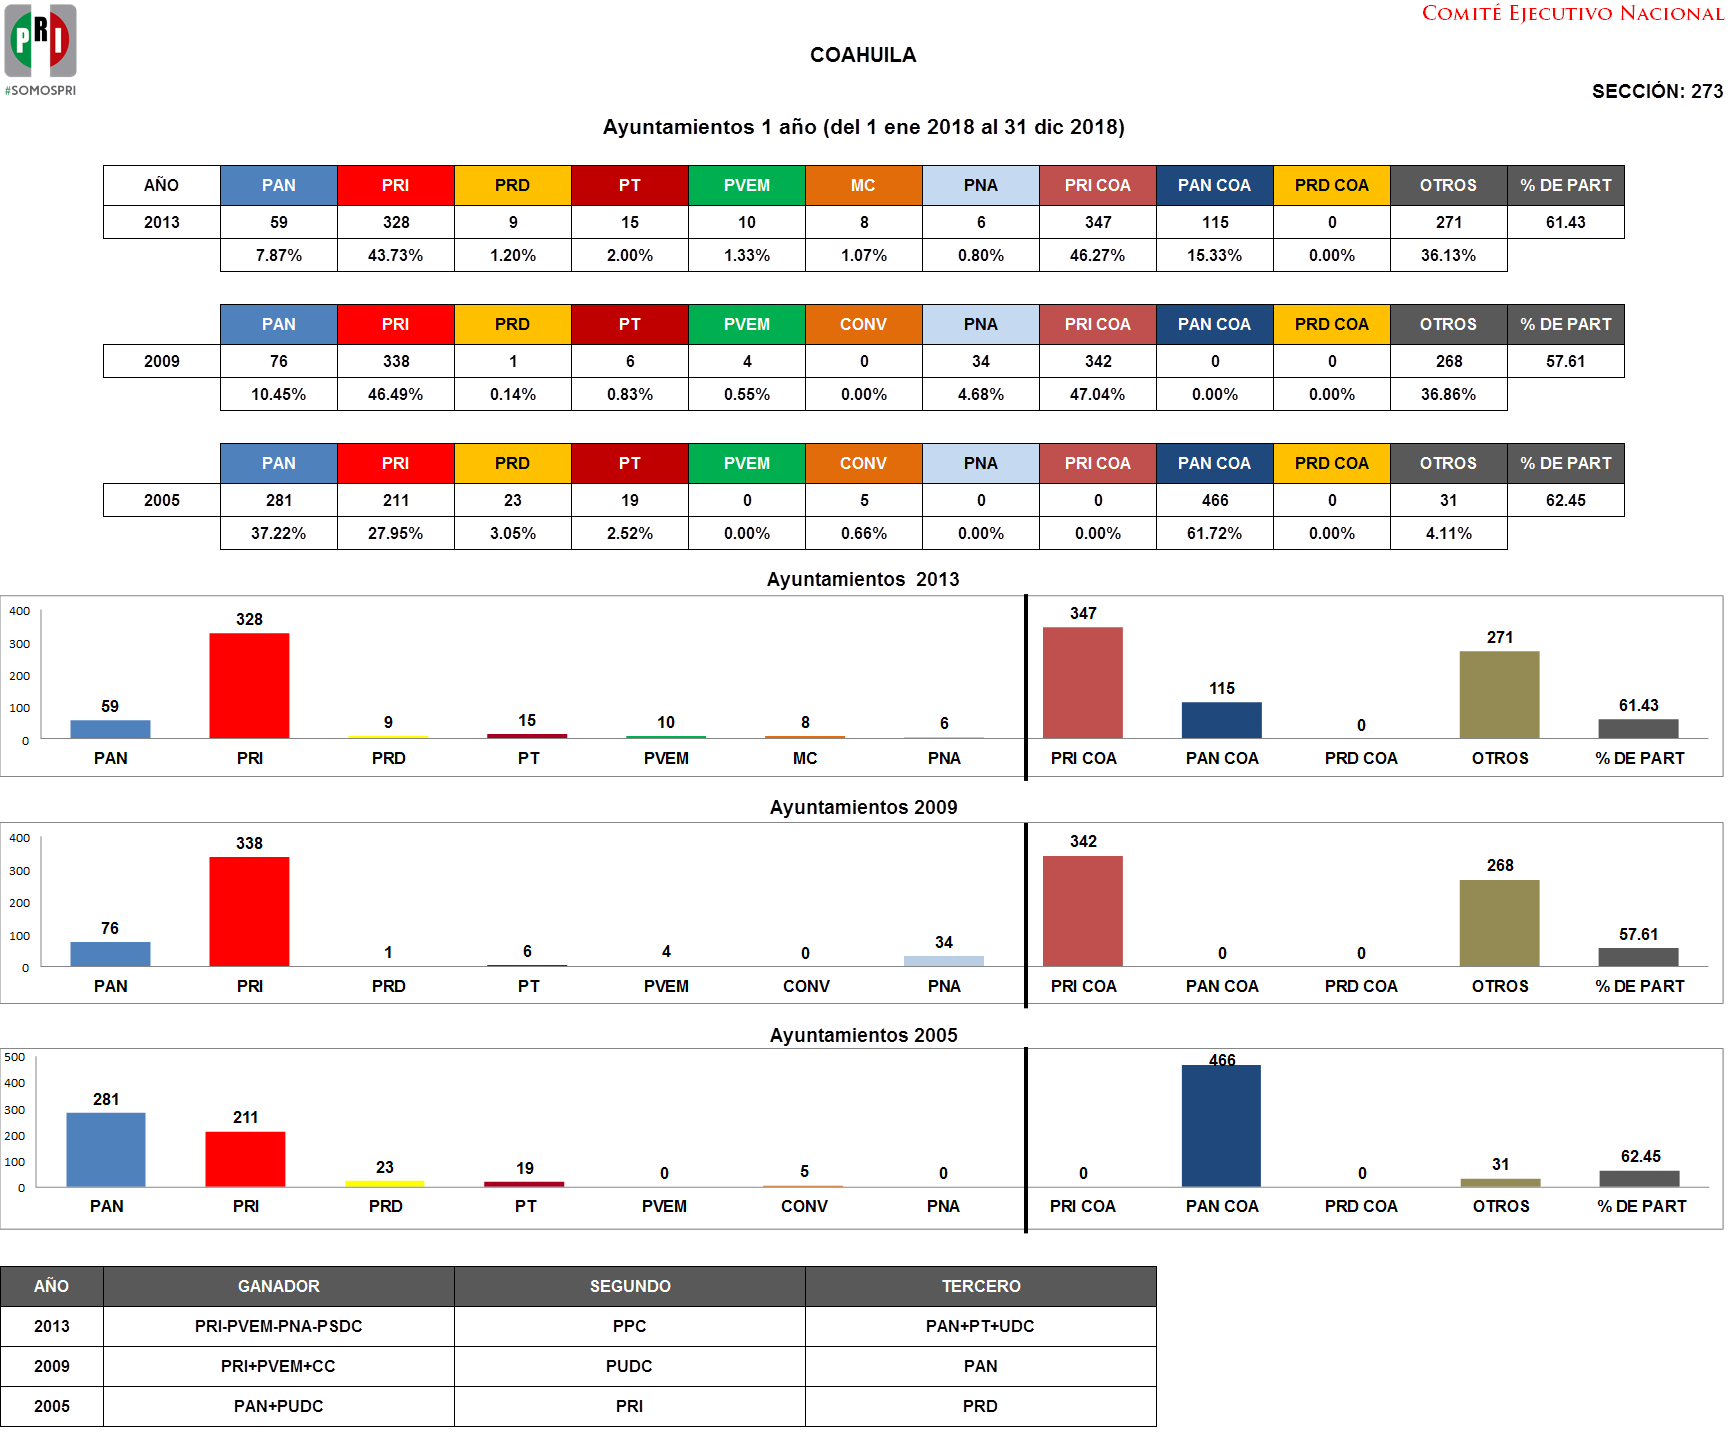 COMITÉ EJECUTIVO NACIONAL
PRI
#SOMOSPRI
COAHUILA
SECCIÓN: 273
Ayuntamientos 1 año (del 1 ene 2018 al 31 dic 2018)
AÑO PAN PRI PRD PT PVEM MC PNA PRI COA PAN COA PRD COA OTROS % DE PART
2013 59 328 9 15 10 8 6 347 115 0 271 61.43
7.87% 43.73% 1.20% 2.00% 1.33% 1.07% 0.80% 46.27% 15.33% 0.00% 36.13%
PAN PRI PRD PT PVEM CONV PNA PRI COA PAN COA PRD COA OTROS % DE PART
2009 76 338 1 6 4 0 34 342 0 0 268 57.61
10.45% 46.49% 0.14% 0.83% 0.55% 0.00% 4.68% 47.04% 0.00% 0.00% 36.86%
PAN PRI PRD PT PVEM CONV PNA PRI COA PAN COA PRD COA OTROS % DE PART
2005 281 211 23 19 0 5 0 0 466 0 31 62.45
37.22% 27.95% 3.05% 2.52% 0.00% 0.66% 0.00% 0.00% 61.72% 0.00% 4.11%
Ayuntamientos 2013
400
300
200
100
0
59 328 9 15 10 8 6 347 115 0 271 61.43
PAN PRI PRD PT PVEM MC PNA PRI COA PAN COA PRD COA OTROS % DE PART
Ayuntamientos 2009
400
300
200
100
0
76 338 1 6 4 0 34 342 0 0 268 57.61
PAN PRI PRD PT PVEM CONV PNA PRI COA PAN COA PRD COA OTROS % DE PART
Ayuntamientos 2005
500
400
300
200
100
0
281 211 23 19 0 5 0 0 466 0 31 62.45
PAN PRI PRD PT PVEM CONV PNA PRI COA PAN COA PRD COA OTROS % DE PART
AÑO GANADOR SEGUNDO TERCERO
2013 PRI-PVEM-PNA-PSDC PPC PAN+PT+UDC
2009 PRI+PVEM+CC PUDC PAN
2005 PAN+PUDC PRI PRD